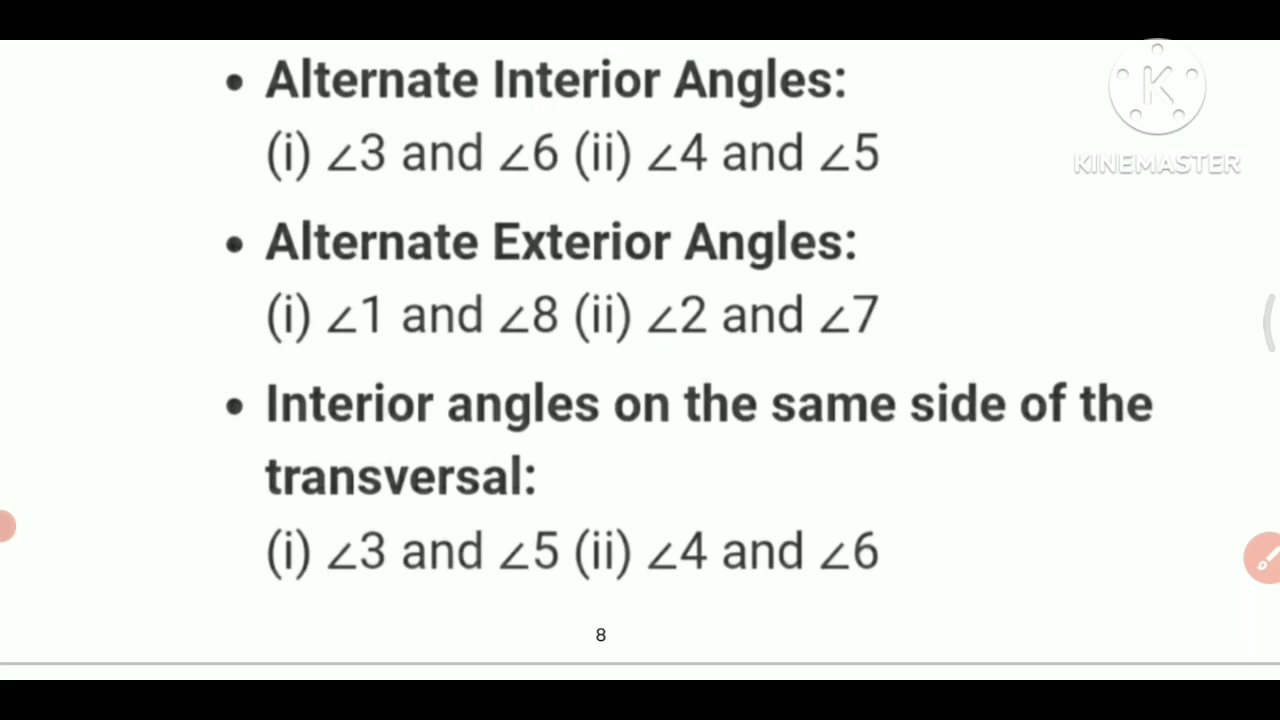 • Alternate Interior Angles:
(i) ∠3 and ∠6 (ii) ∠4 and ∠5
• Alternate Exterior Angles:
(i) ∠1 and ∠8 (ii) ∠2 and ∠7
• Interior angles on the same side of the
transversal:
(i) ∠3 and ∠5 (ii) ∠4 and ∠6
8
K
KINEMASTER